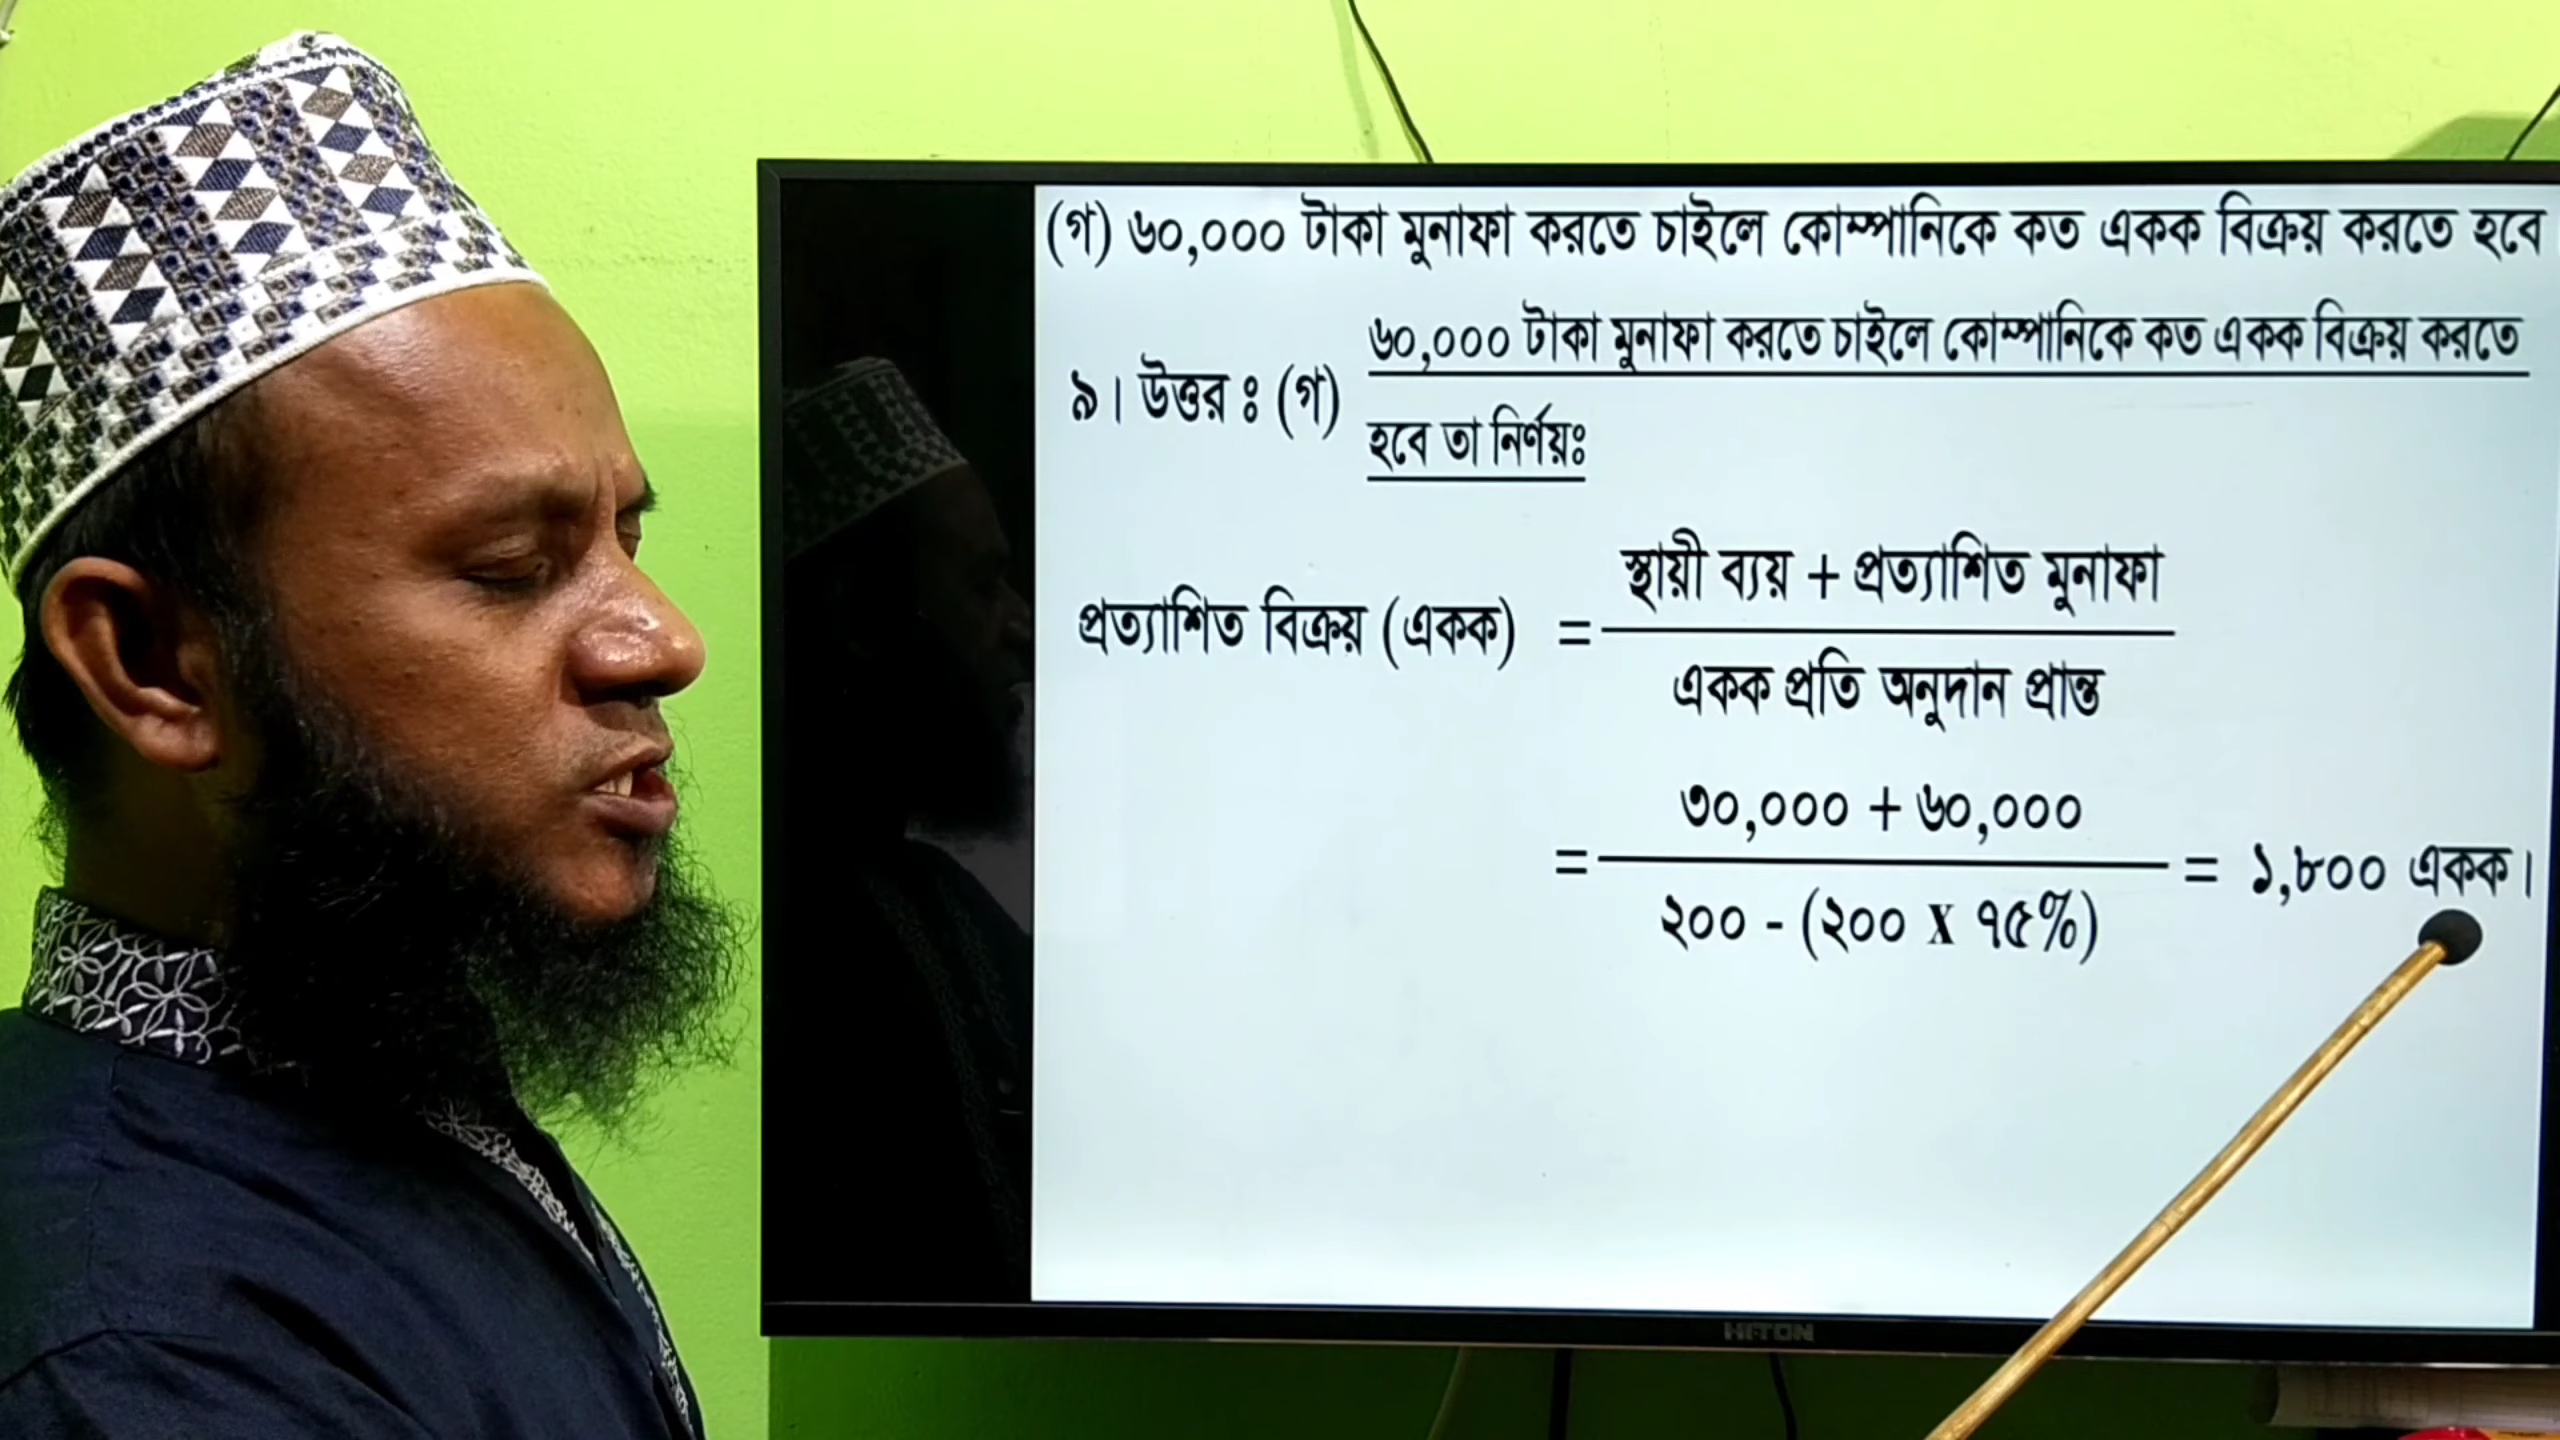 (গ) ৬০,০০০ টাকা মুনাফা করতে চাইলে কোম্পানিকে কত একক বিক্রয় করতে হবে
৯। উত্তর ঃ (গ) ৬০,০০০ টাকা মুনাফা করতে চাইলে কোম্পানিকে কত একক বিক্রয় করতে
হবে তা নির্ণয়ঃ
স্থায়ী ব্যয় + প্রত্যাশিত মুনাফা
প্রত্যাশিত বিক্রয় (একক) =
একক প্রতি অনুদান প্রান্ত
৩০,০০০ + ৬০,০০০
= = ১,৮০০ একক।
২০০ - (২০০ x ৭৫%)
HITON